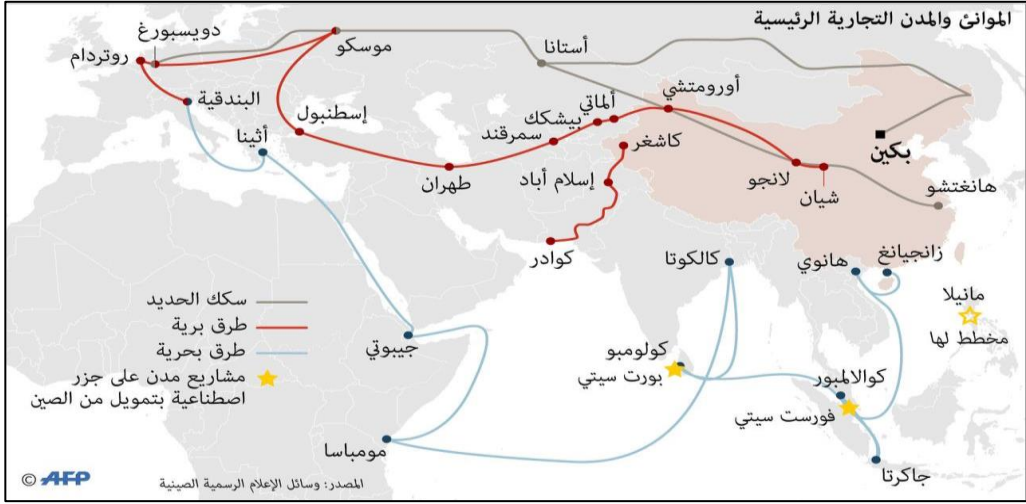 الموانئ والمدن التجارية الرئيسية
دويسبورغ
روتردام
موسكو
أستانا
البندقية
إسطنبول
أثينا
أورومتشي
ألماتي
بيشكك
سمرقند
كاشغر
طهران
إسلام أباد
بكين
لانجو
شيان
هانغتشو
كوادر
كالكوتا
هانوي
زانجيانغ
مانيلا
مخطط لها
سكك الحديد
طرق برية
طرق بحرية
مشاريع مدن على جزر
اصطناعية بتمويل من الصين
جيبوتي
كولومبو
بورت سيتي
كوالالمبور
فورست سيتي
مومباسا
جاكرتا
المصدر: وسائل الإعلام الرسمية الصينية
© AFP